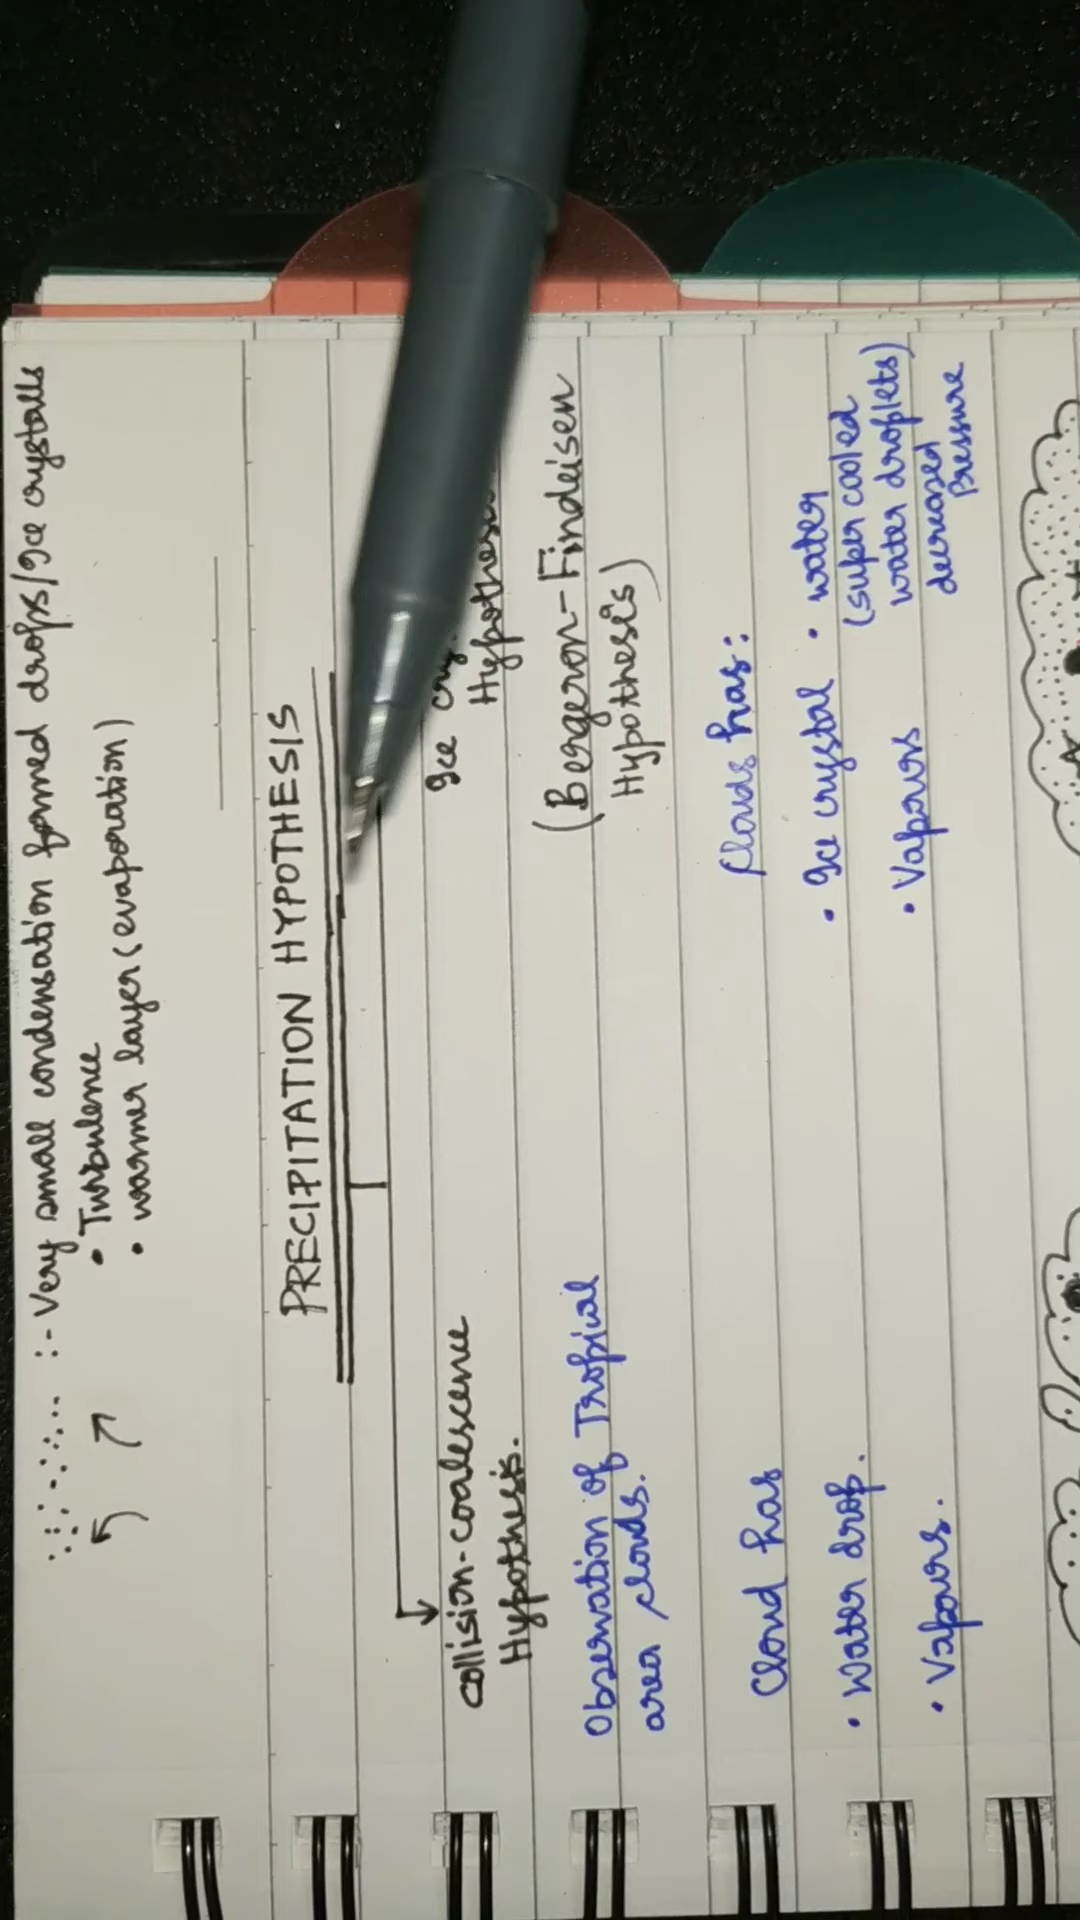 :- Very small condensation formed drops/Ice crystals
• Turbulence
• warmer layer (evaporation)
PRECIPITATION HYPOTHESIS
collision-coalescence
Hypothesis.
Observation of Tropical
area clouds.
Cloud has
• Water drop.
• Vapours.
Ice
Hypothesis
(Bergeron-Findeisen
Hypothesis)
Clouds has:
• Ice crystal
• Vapours
• water
(super cooled
water droplets)
decreased
Pressure